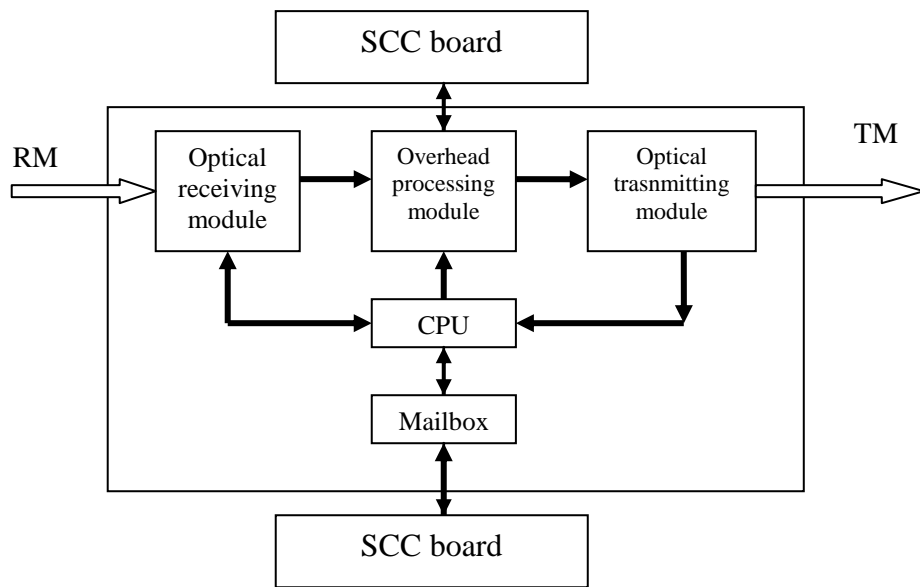 SCC board
RM
TM
Optical
receiving
module
Overhead
processing
module
Optical
trasnmitting
module
CPU
Mailbox
SCC board